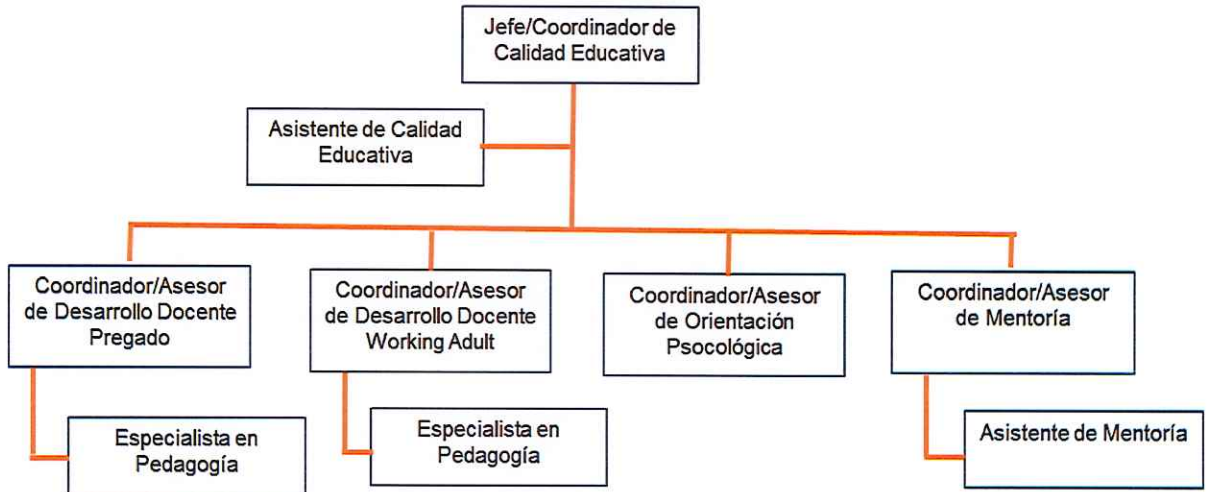 Jefe/Coordinador de
Calidad Educativa
Asistente de Calidad
Educativa
Coordinador/Asesor
de Desarrollo Docente
Pregado
Coordinador/Asesor
de Desarrollo Docente
Working Adult
Coordinador/Asesor
de Orientación
Psocológica
Coordinador/Asesor
de Mentoría
Especialista en
Pedagogía
Especialista en
Pedagogía
Asistente de Mentoría